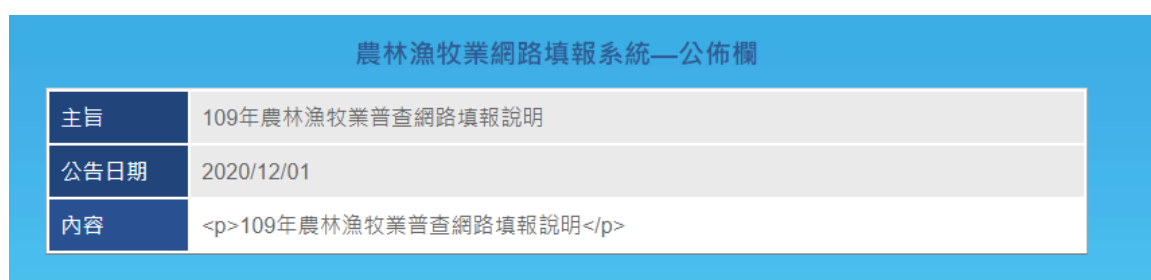 農林漁牧業網路填報系統—公佈欄
主旨 109年農林漁牧業普查網路填報說明
公告日期 2020/12/01
內容 <p>109年農林漁牧業普查網路填報說明</p>